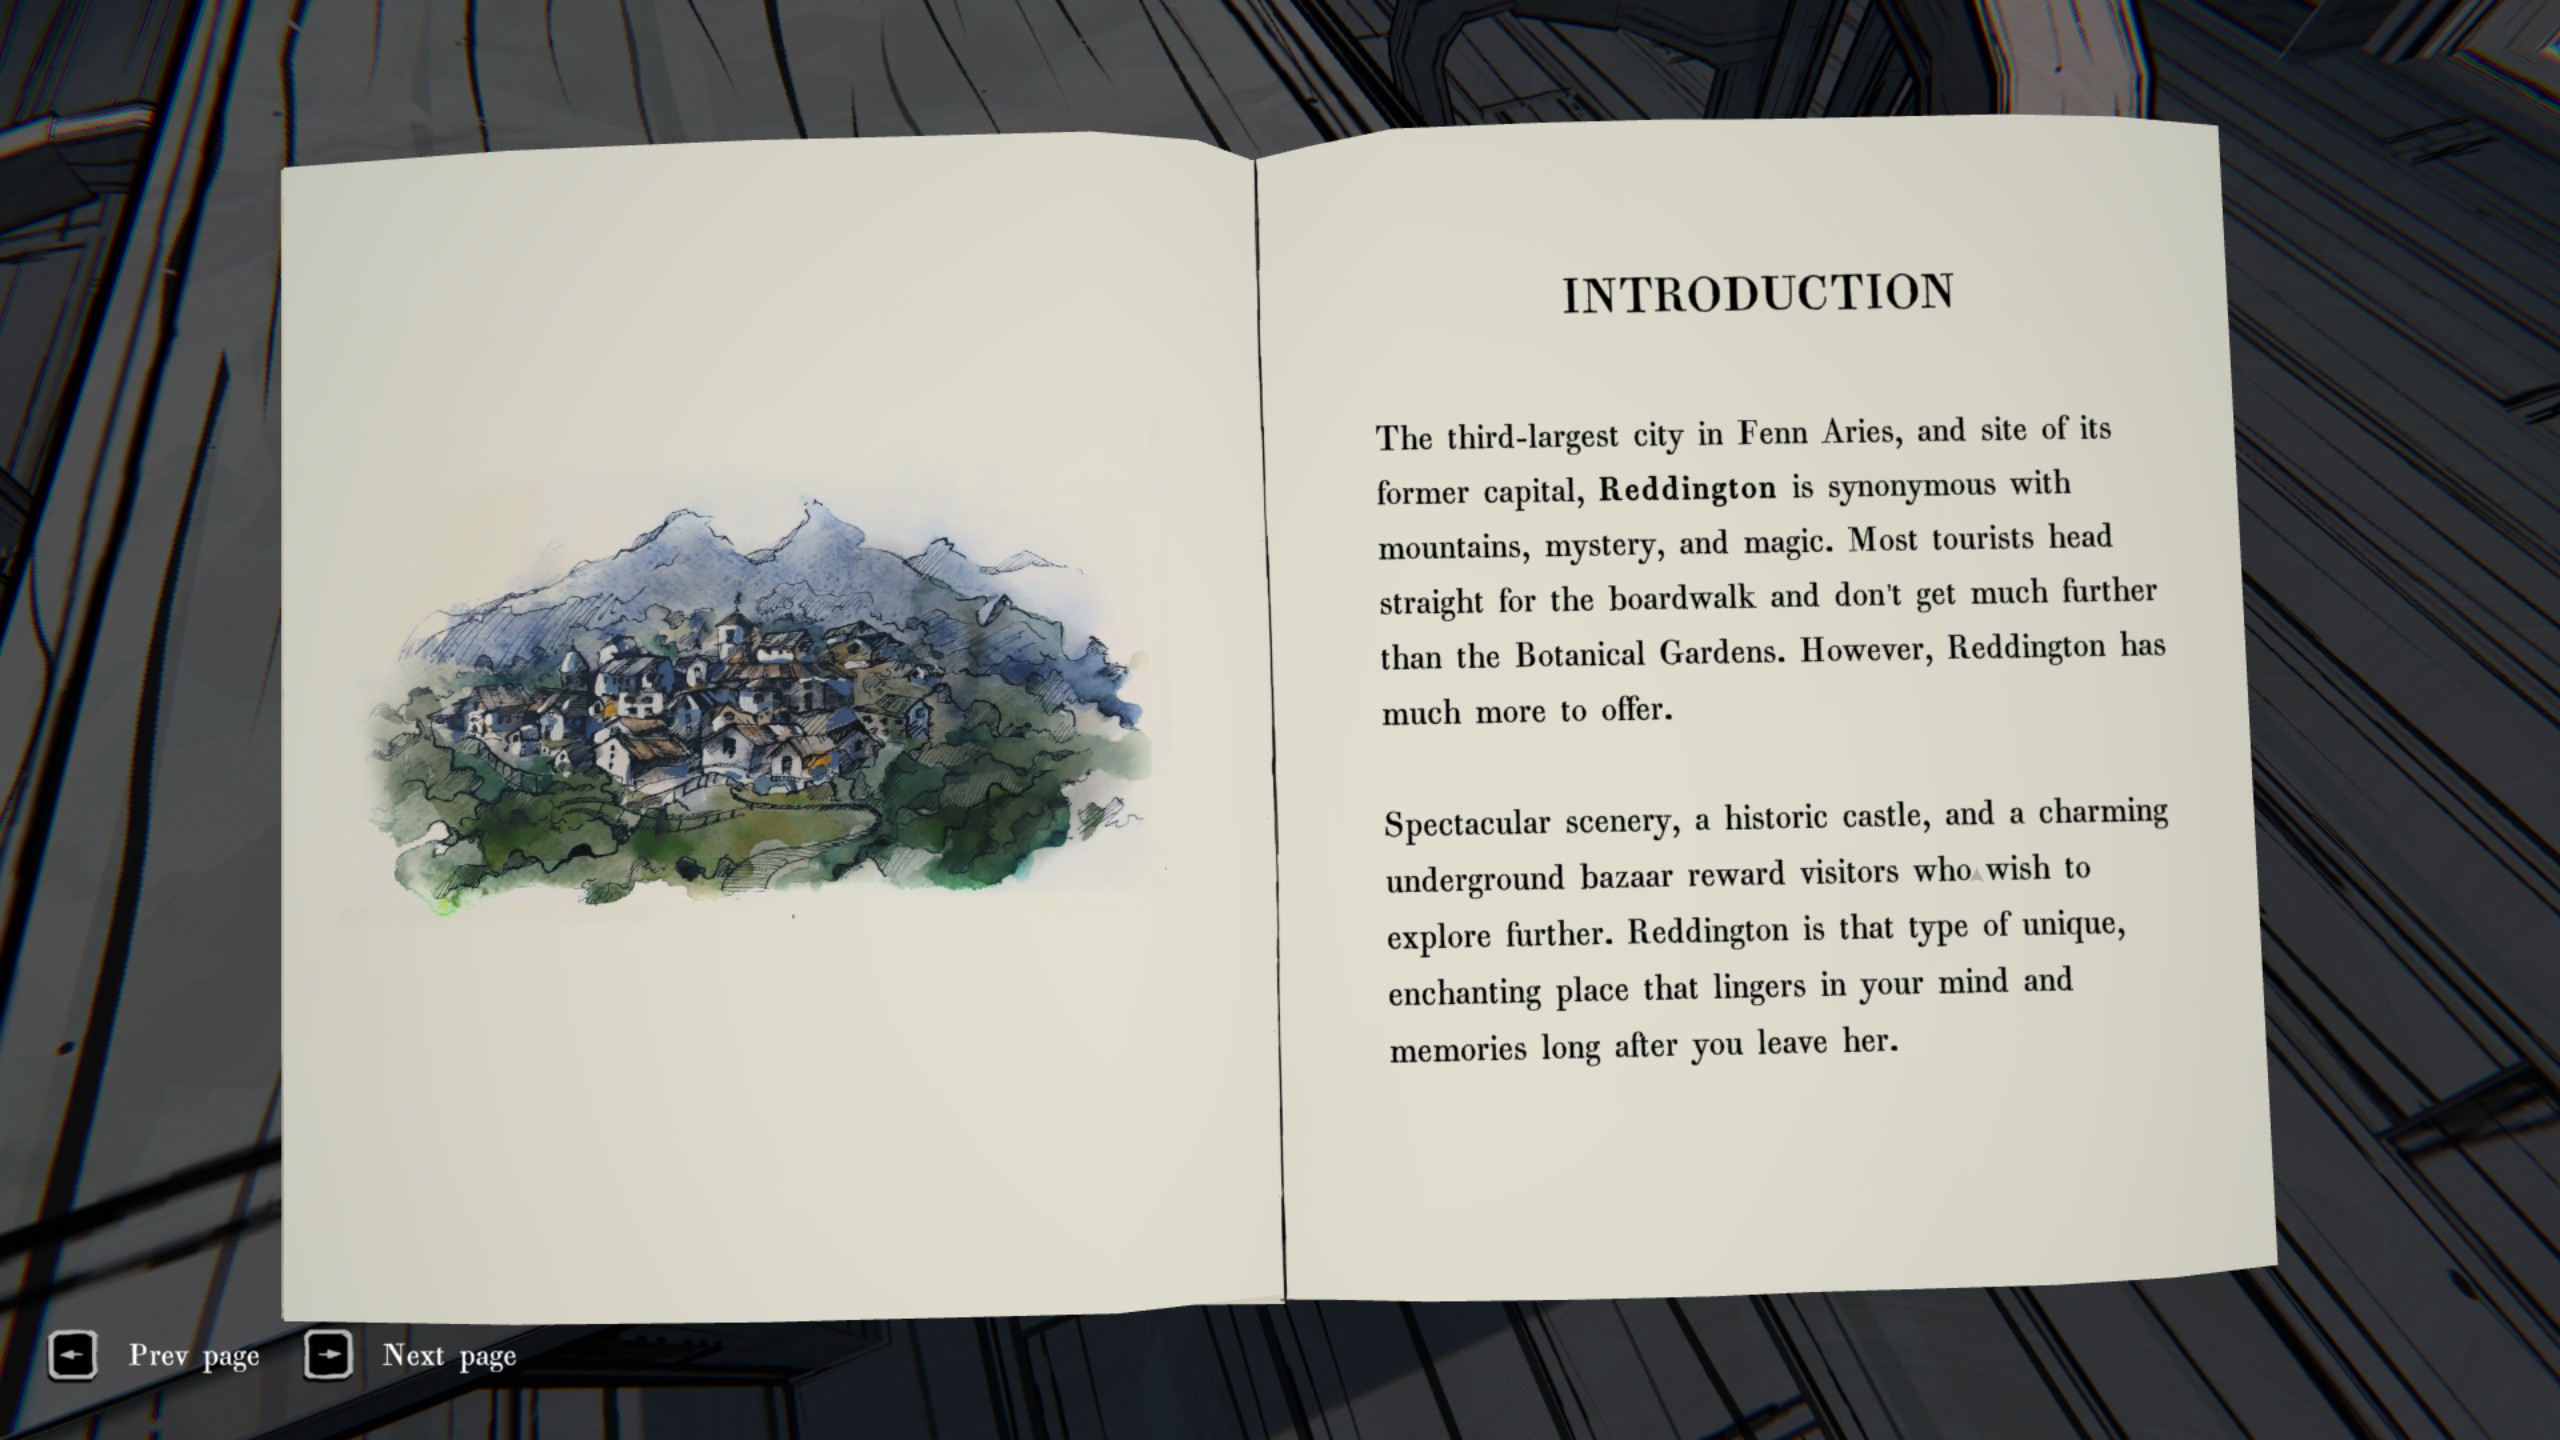 INTRODUCTION
The third-largest city in Fenn Aries, and site of its
former capital, Reddington is synonymous with
mountains, mystery, and magic. Most tourists head
straight for the boardwalk and don't get much further
than the Botanical Gardens. However, Reddington has
much more to offer.
Spectacular scenery, a historic castle, and a charming
underground bazaar reward visitors who wish to
explore further. Reddington is that type of unique,
enchanting place that lingers in your mind and
memories long after you leave her.
Prev page
Next page